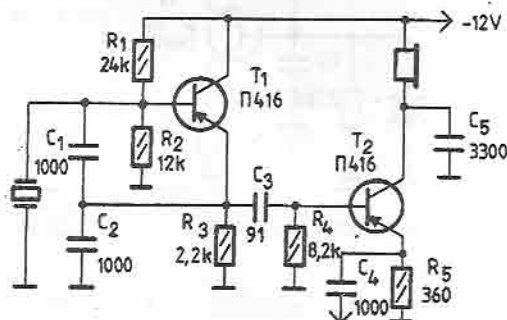 -12V
R1
24k
T1
П416
C1
1000
R2
12k
C2
1000
R3
2,2k
C3
91
R4
8,2k
T2
П416
C5
3300
C4
1000
R5
360